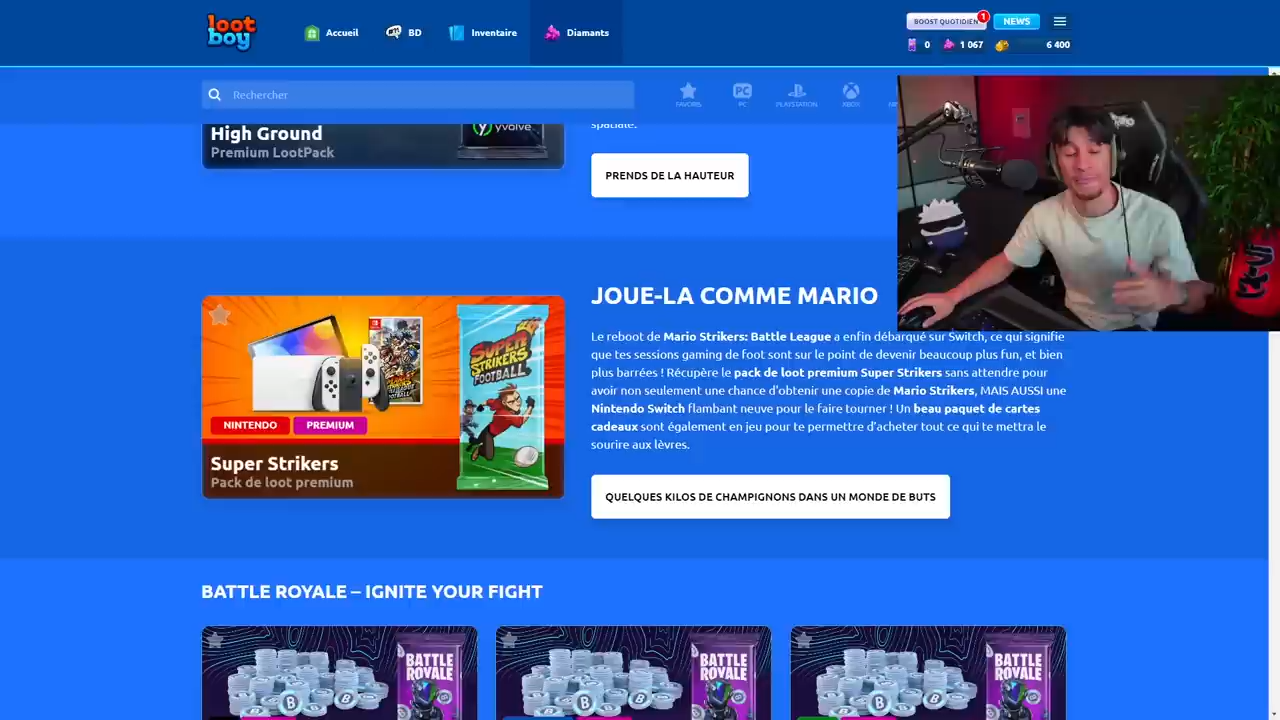 loot
boy
Accueil
BD
Inventaire
Diamants
BOOST QUOTIDIEN
1
NEWS
0
1 067
6 400
Rechercher
FAVORIS
PC
PC
PLAYSTATION
XBOX
High Ground
Premium LootPack
yvolve
spatiale.
PRENDS DE LA HAUTEUR
NINTENDO
PREMIUM
Super Strikers
Pack de loot premium
SUPER
STRIKERS
FOOTBALL
JOUE-LA COMME MARIO
Le reboot de Mario Strikers: Battle League a enfin débarqué sur Switch, ce qui signifie
que tes sessions gaming de foot sont sur le point de devenir beaucoup plus fun, et bien
plus barrées ! Récupère le pack de loot premium Super Strikers sans attendre pour
avoir non seulement une chance d'obtenir une copie de Mario Strikers, MAIS AUSSI une
Nintendo Switch flambant neuve pour le faire tourner ! Un beau paquet de cartes
cadeaux sont également en jeu pour te permettre d'acheter tout ce qui te mettra le
sourire aux lèvres.
QUELQUES KILOS DE CHAMPIGNONS DANS UN MONDE DE BUTS
BATTLE ROYALE – IGNITE YOUR FIGHT
BATTLE
ROYALE
BATTLE
ROYALE
BATTLE
ROYALE